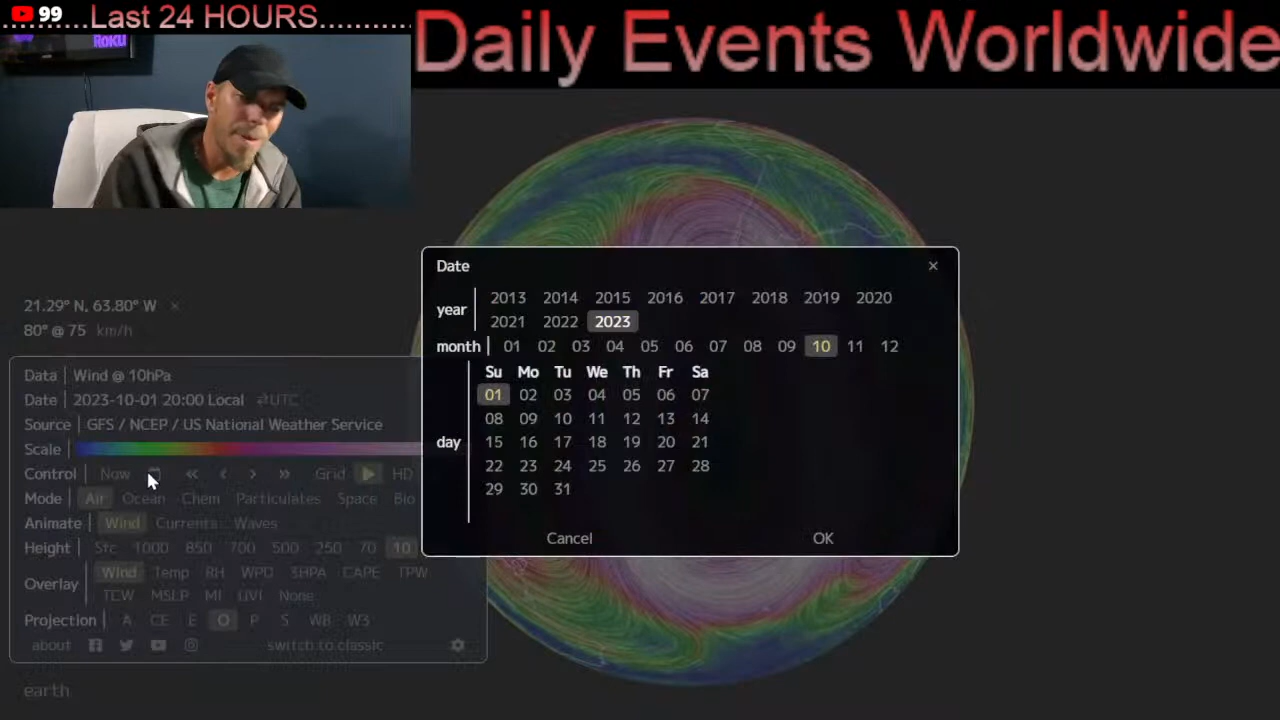 99
..........Last 24 HOURS............
Daily Events Worldwide
ROKU
21.29° N, 63.80° W ×
80° @ 75 km/h
Data | Wind @ 10hPa
Date | 2023-10-01 20:00 Local ⇄UTC
Source | GFS / NCEP / US National Weather Service
Scale
Control | Now « ‹ › » Grid HD
Mode | Air Ocean Chem Particulates Space Bio
Animate | Wind Currents Waves
Height | Sfc 1000 850 700 500 250 70 10
Overlay | Wind Temp RH WPD 3HPA CAPE TPW
TCW MSLP MI UVI None
Projection | A CE E O P S WB W3
about switch to classic
earth
Date ×
year 2013 2014 2015 2016 2017 2018 2019 2020
2021 2022 2023
month 01 02 03 04 05 06 07 08 09 10 11 12
Su Mo Tu We Th Fr Sa
01 02 03 04 05 06 07
08 09 10 11 12 13 14
day 15 16 17 18 19 20 21
22 23 24 25 26 27 28
29 30 31
Cancel OK